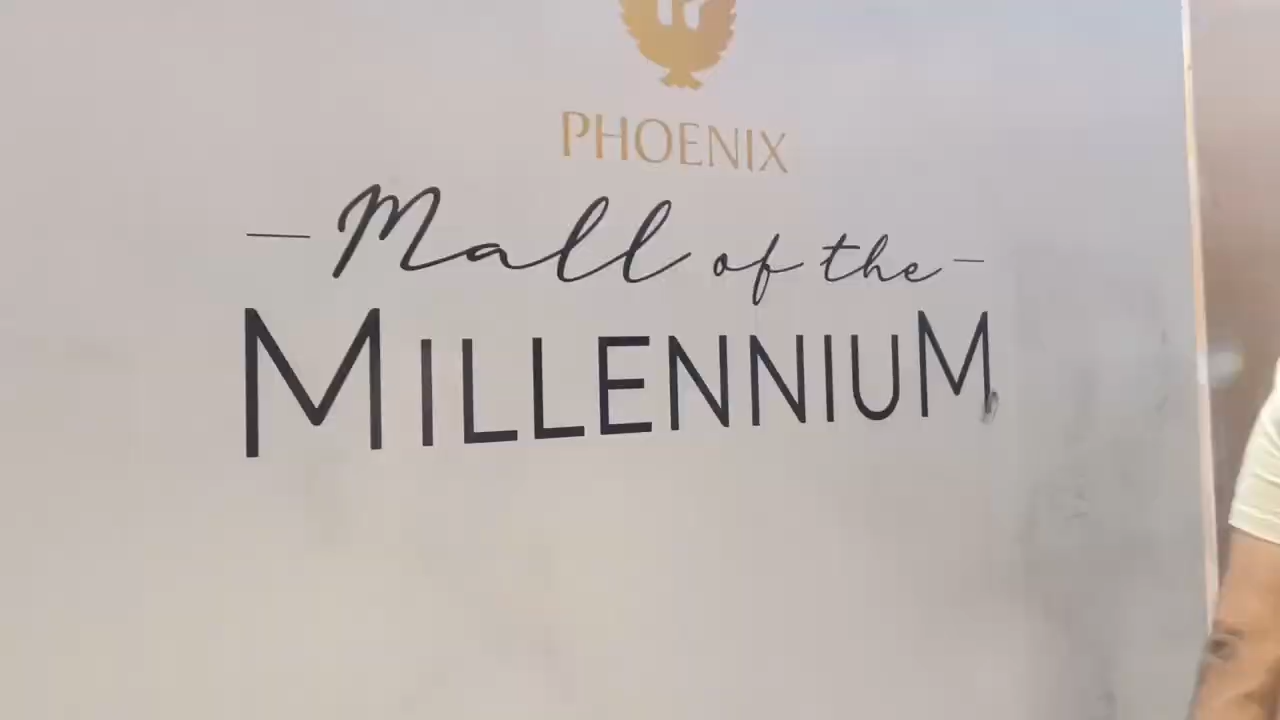 PHOENIX
— Mall of the —
MILLENNIUM